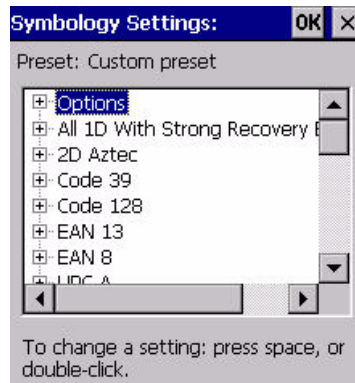 Symbology Settings: OK ×
Preset: Custom preset
Options
All 1D With Strong Recovery
2D Aztec
Code 39
Code 128
EAN 13
EAN 8
UPC A
To change a setting: press space, or
double-click.